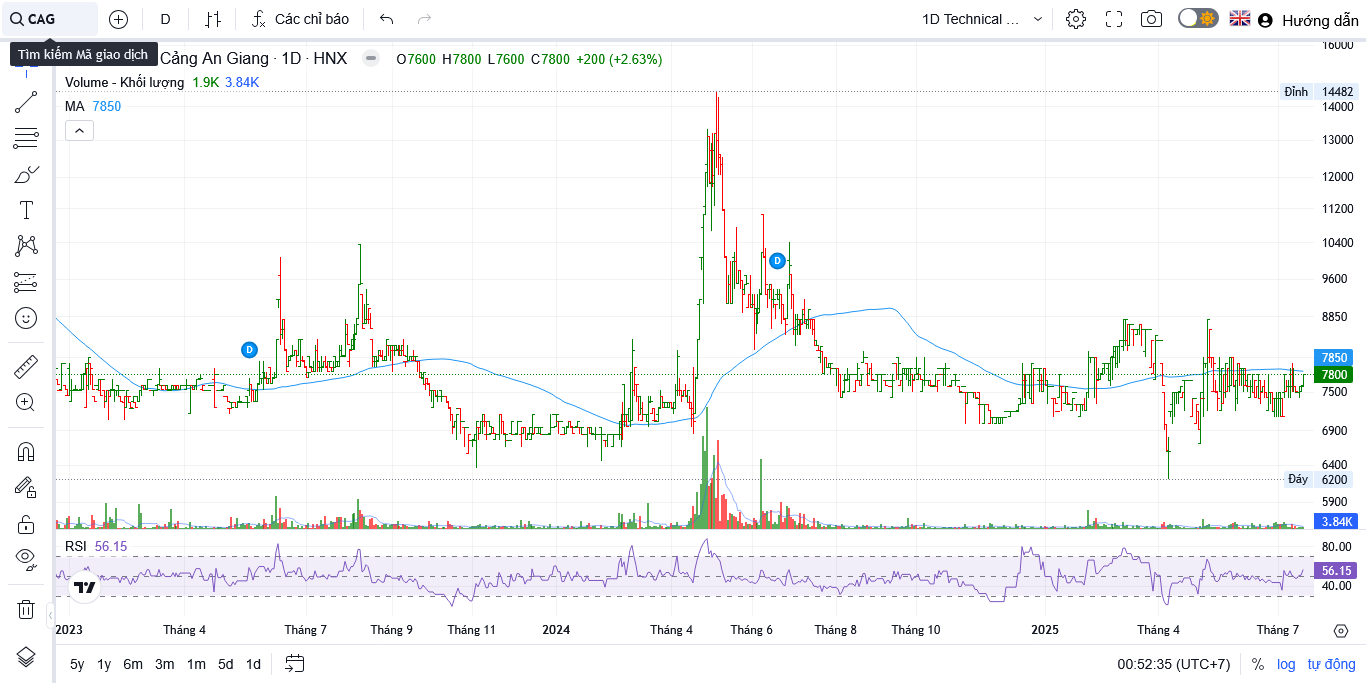 CAG
D
Các chỉ báo
1D Technical ...
Hướng dẫn
Tìm kiếm Mã giao dịch
Cảng An Giang · 1D · HNX
O7600 H7800 L7600 C7800 +200 (+2.63%)
Volume - Khối lượng 1.9K 3.84K
MA 7850
16000
Đỉnh 14482
14000
13000
12000
11200
10400
9600
8850
7850
7800
7500
6900
6400
Đáy 6200
5900
3.84K
D
D
RSI 56.15
80.00
56.15
40.00
2023 Tháng 4 Tháng 7 Tháng 9 Tháng 11 2024 Tháng 4 Tháng 6 Tháng 8 Tháng 10 2025 Tháng 4 Tháng 7
5y 1y 6m 3m 1m 5d 1d
00:52:35 (UTC+7) % log tự động